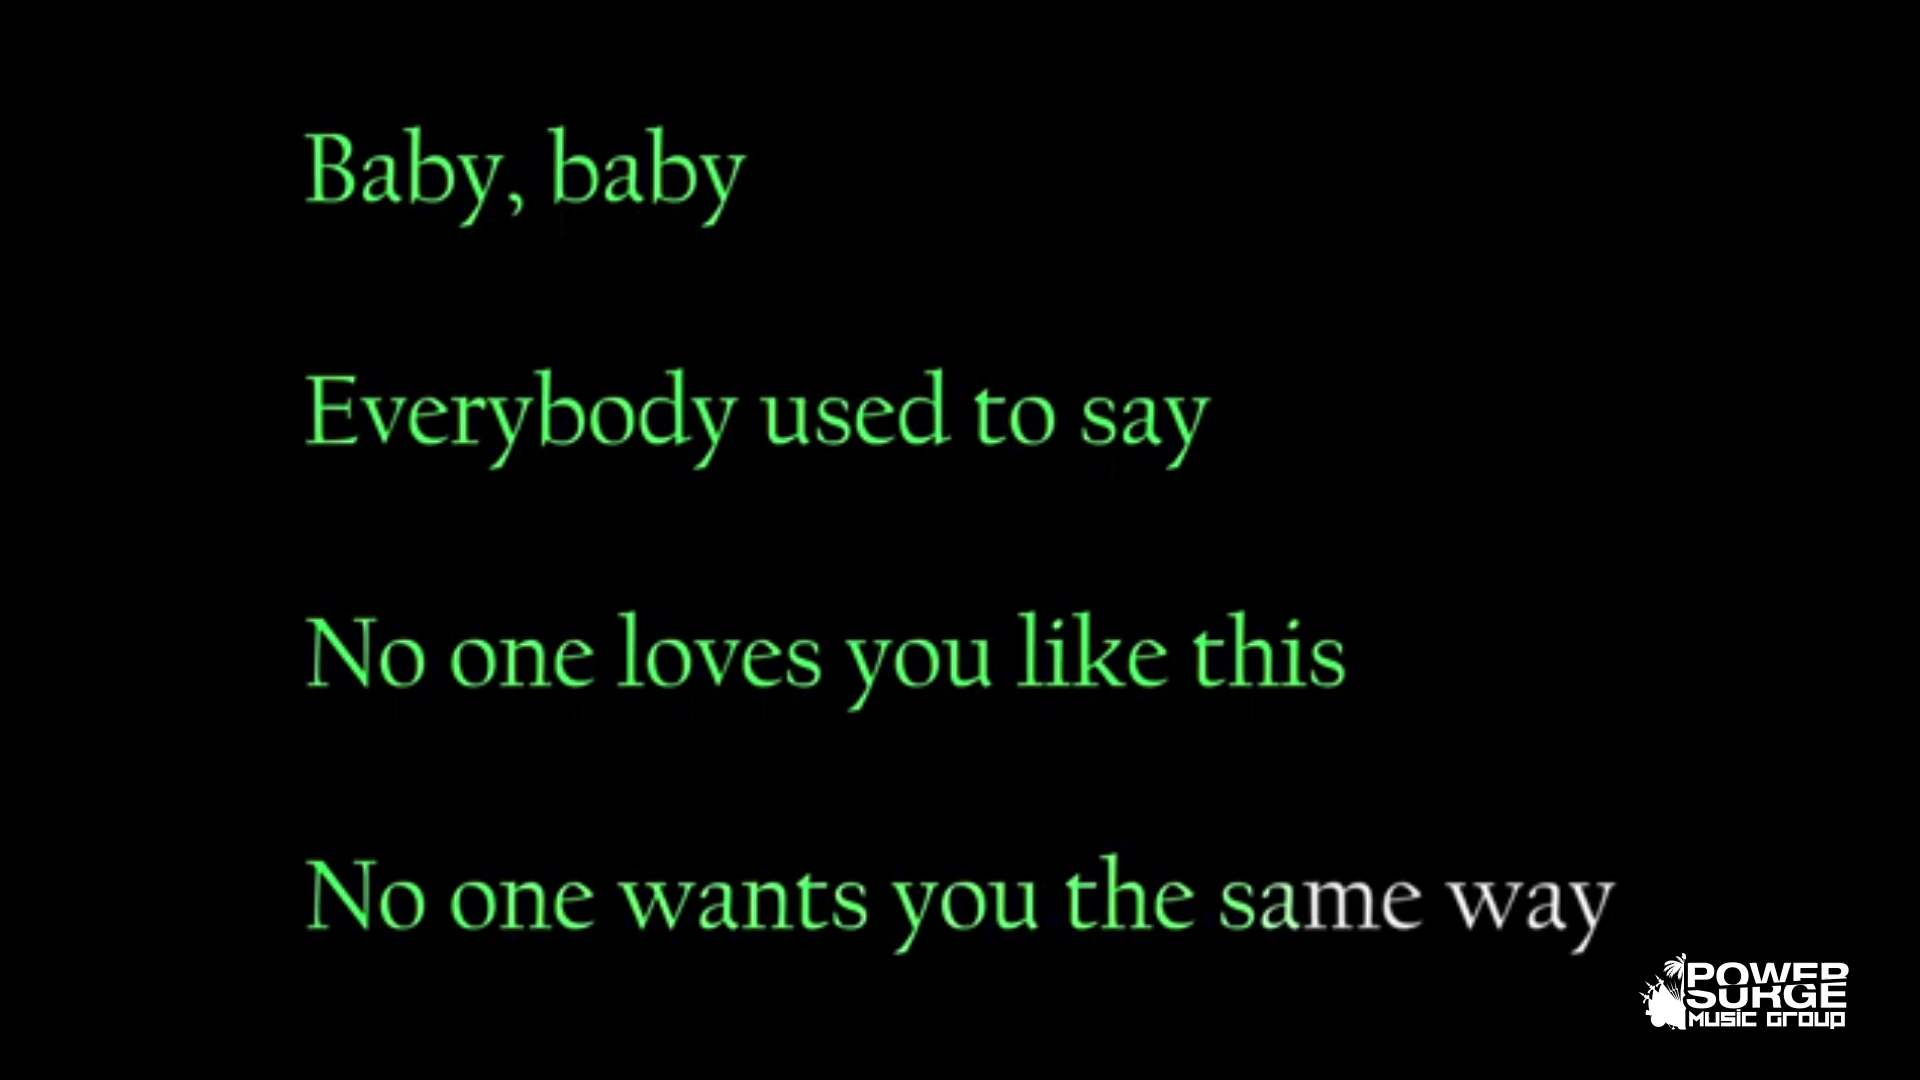 Baby, baby
Everybody used to say
No one loves you like this
No one wants you the same way
POWER
SURGE
MUSIC GROUP